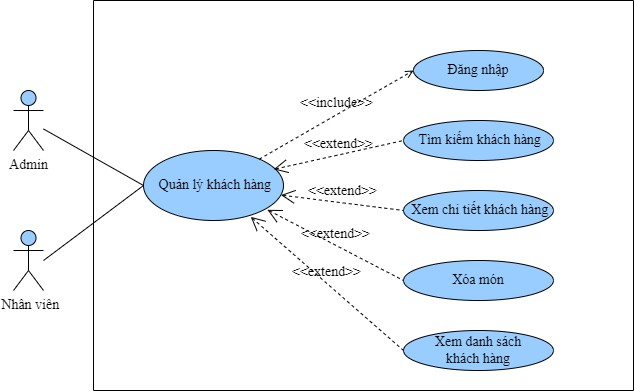 Đăng nhập
<<include>>
Tìm kiếm khách hàng
<<extend>>
Admin
Quản lý khách hàng
<<extend>>
Xem chi tiết khách hàng
<<extend>>
<<extend>>
Xóa món
Nhân viên
Xem danh sách
khách hàng